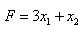 F = 3x₁ + x₂